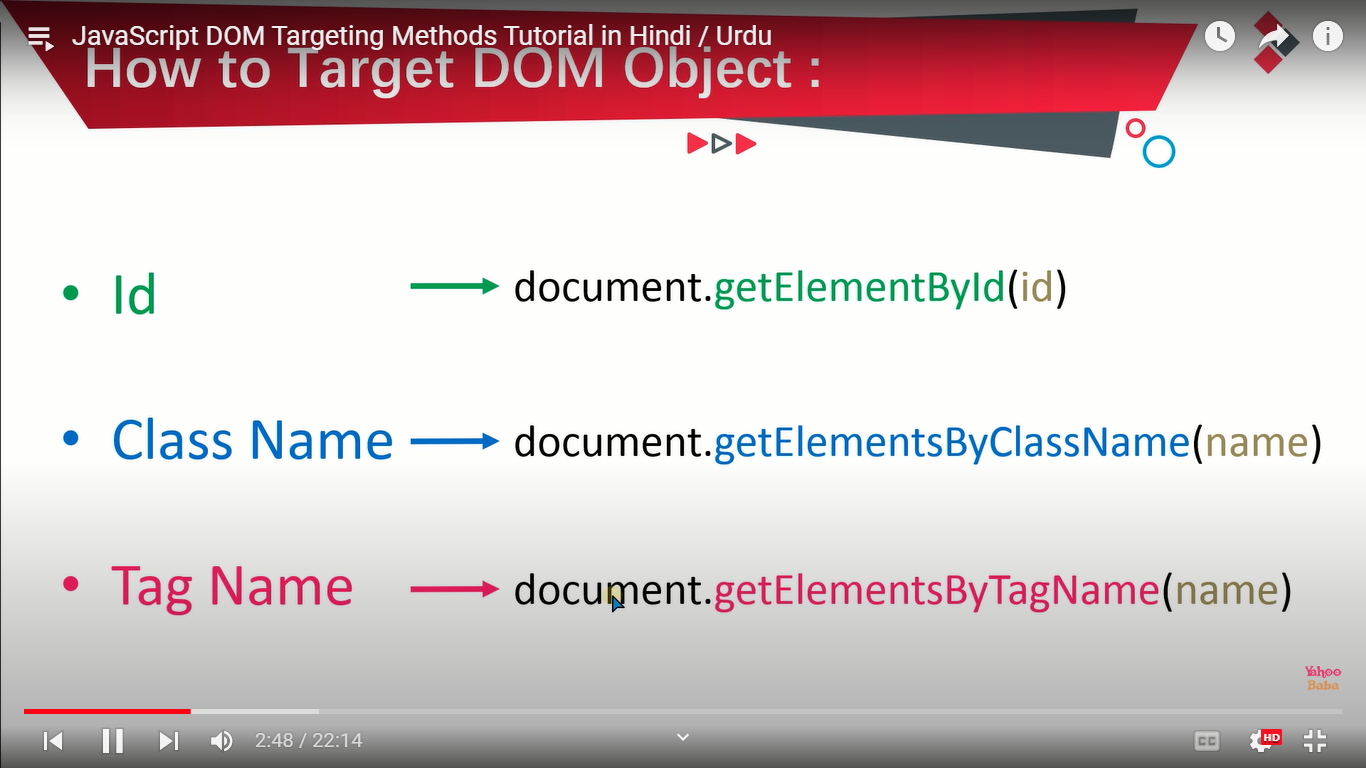 JavaScript DOM Targeting Methods Tutorial in Hindi / Urdu
How to Target DOM Object :
• Id document.getElementById(id)
• Class Name document.getElementsByClassName(name)
• Tag Name document.getElementsByTagName(name)
Yahoo
Baba
2:48 / 22:14
CC
HD